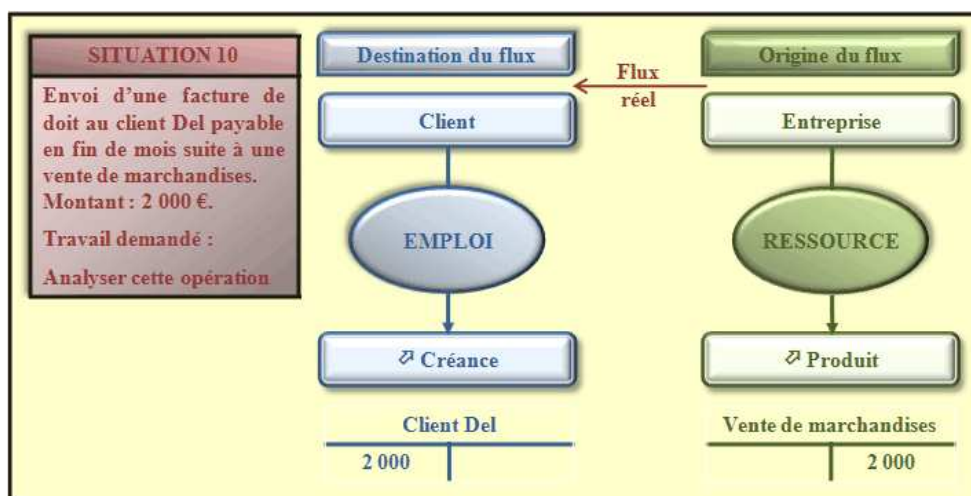 SITUATION 10
Envoi d'une facture de
doit au client Del payable
en fin de mois suite à une
vente de marchandises.
Montant : 2 000 €.
Travail demandé :
Analyser cette opération
Destination du flux
Flux
réel
Origine du flux
Client
Entreprise
EMPLOI
RESSOURCE
Créance
Produit
Client Del
2 000
Vente de marchandises
2 000